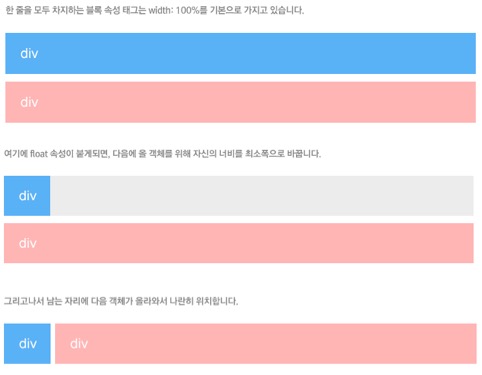 한 줄을 모두 차지하는 블록 속성 태그는 width: 100%를 기본으로 가지고 있습니다.
div
div
여기에 float 속성이 붙게되면, 다음에 올 객체를 위해 자신의 너비를 최소폭으로 바꿉니다.
div
div
그리고나서 남는 자리에 다음 객체가 올라와서 나란히 위치합니다.
div div